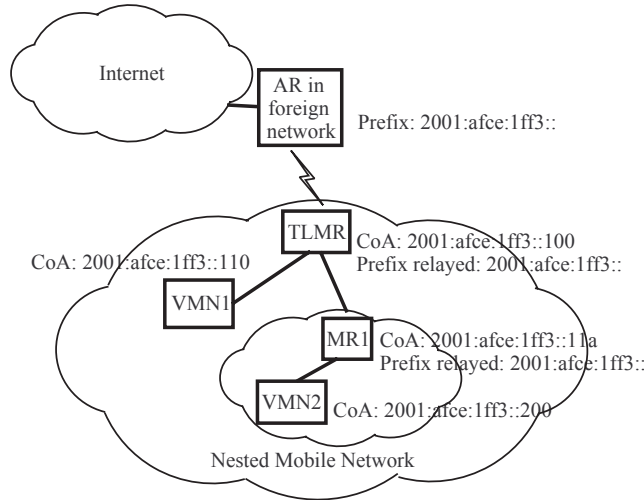 Internet
AR in
foreign
network
Prefix: 2001:afce:1ff3::
TLMR
CoA: 2001:afce:1ff3::100
Prefix relayed: 2001:afce:1ff3::
CoA: 2001:afce:1ff3::110
VMN1
MR1
CoA: 2001:afce:1ff3::11a
Prefix relayed: 2001:afce:1ff3::
VMN2
CoA: 2001:afce:1ff3::200
Nested Mobile Network